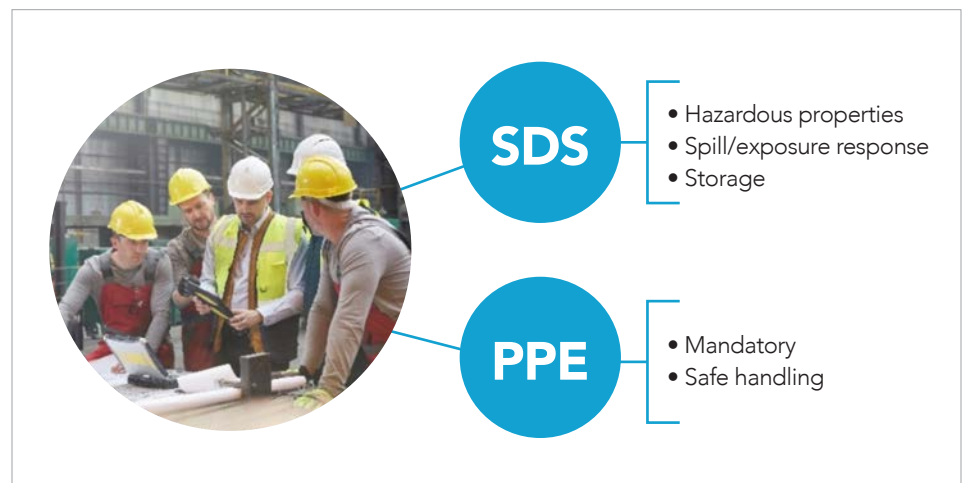 SDS
• Hazardous properties
• Spill/exposure response
• Storage
PPE
• Mandatory
• Safe handling